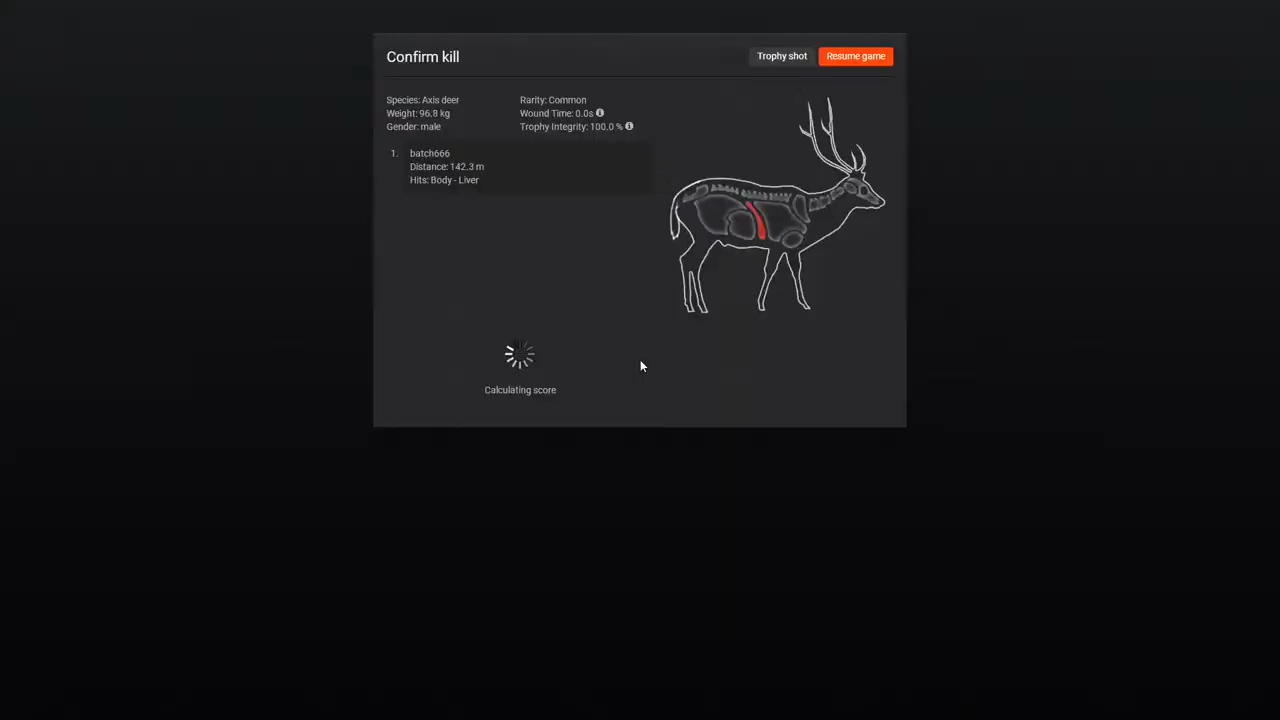 Confirm kill
Trophy shot
Resume game
Species: Axis deer
Weight: 96.8 kg
Gender: male
Rarity: Common
Wound Time: 0.0s
Trophy Integrity: 100.0 %
1. batch666
Distance: 142.3 m
Hits: Body - Liver
Calculating score